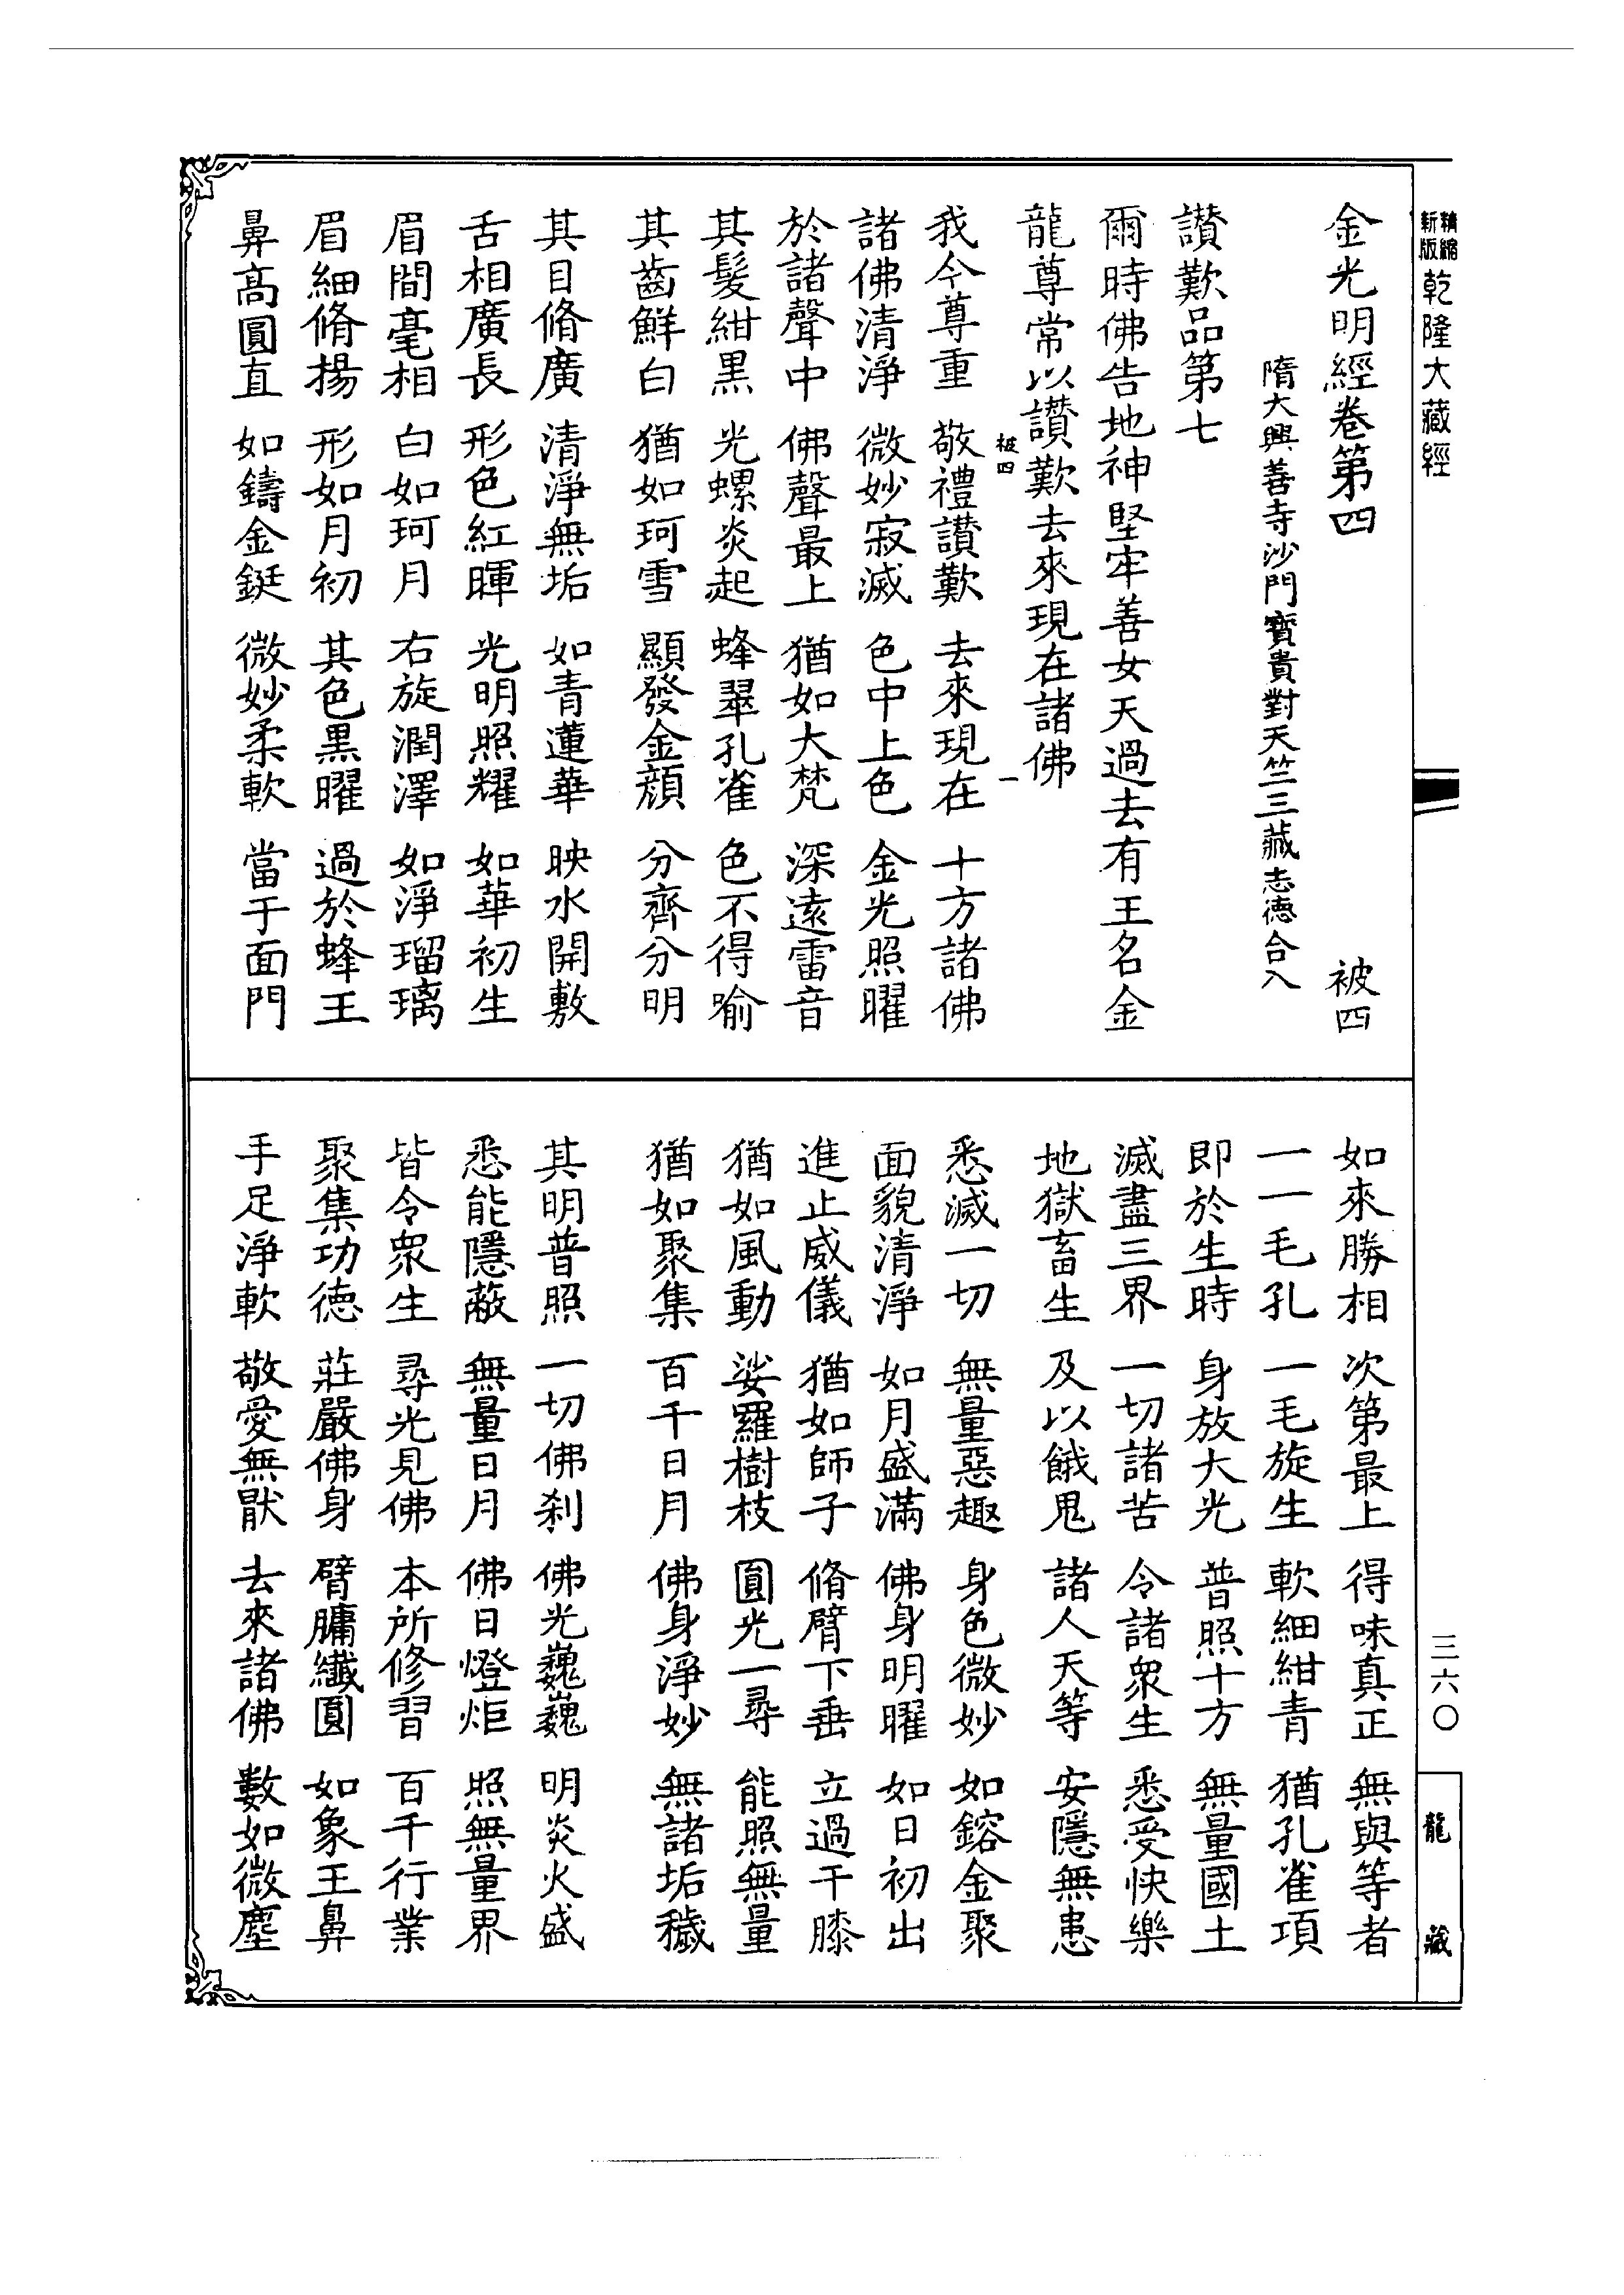 新版精縮乾隆大藏經
金光明經卷第四　被四
隋大興善寺沙門寶貴對天竺三藏志德合入
讚歎品第七
爾時佛告地神堅牢善女天過去有王名金
龍尊常以讚歎去來現在諸佛
被四　一
我今尊重　敬禮讚歎　去來現在　十方諸佛
諸佛清淨　微妙寂滅　色中上色　金光照曜
於諸聲中　佛聲最上　猶如大梵　深遠雷音
其髮紺黑　光螺炎起　蜂翠孔雀　色不得喻
其齒鮮白　猶如珂雪　顯發金顏　分齊分明
其目脩廣　清淨無垢　如青蓮華　映水開敷
舌相廣長　形色紅暉　光明照耀　如華初生
眉間毫相　白如珂月　右旋潤澤　如淨瑠璃
眉細脩揚　形如月初　其色黑曜　過於蜂王
鼻高圓直　如鑄金鋌　微妙柔軟　當于面門
如來勝相　次第最上　得味真正　無與等者
一一毛孔　一毛旋生　軟細紺青　猶孔雀項
即於生時　身放大光　普照十方　無量國土
滅盡三界　一切諸苦　令諸衆生　悉受快樂
地獄畜生　及以餓鬼　諸人天等　安隱無患
悉滅一切　無量惡趣　身色微妙　如鎔金聚
面貌清淨　如月盛滿　佛身明曜　如日初出
進止威儀　猶如師子　脩臂下垂　立過于膝
猶如風動　娑羅樹枝　圓光一尋　能照無量
猶如聚集　百千日月　佛身淨妙　無諸垢穢
其明普照　一切佛刹　佛光巍巍　明炎火盛
悉能隱蔽　無量日月　佛日燈炬　照無量界
皆令衆生　尋光見佛　本所修習　百千行業
聚集功德　莊嚴佛身　臂𦟛纖圓　如象王鼻
手足淨軟　敬愛無猒　去來諸佛　數如微塵
三六〇
龍藏